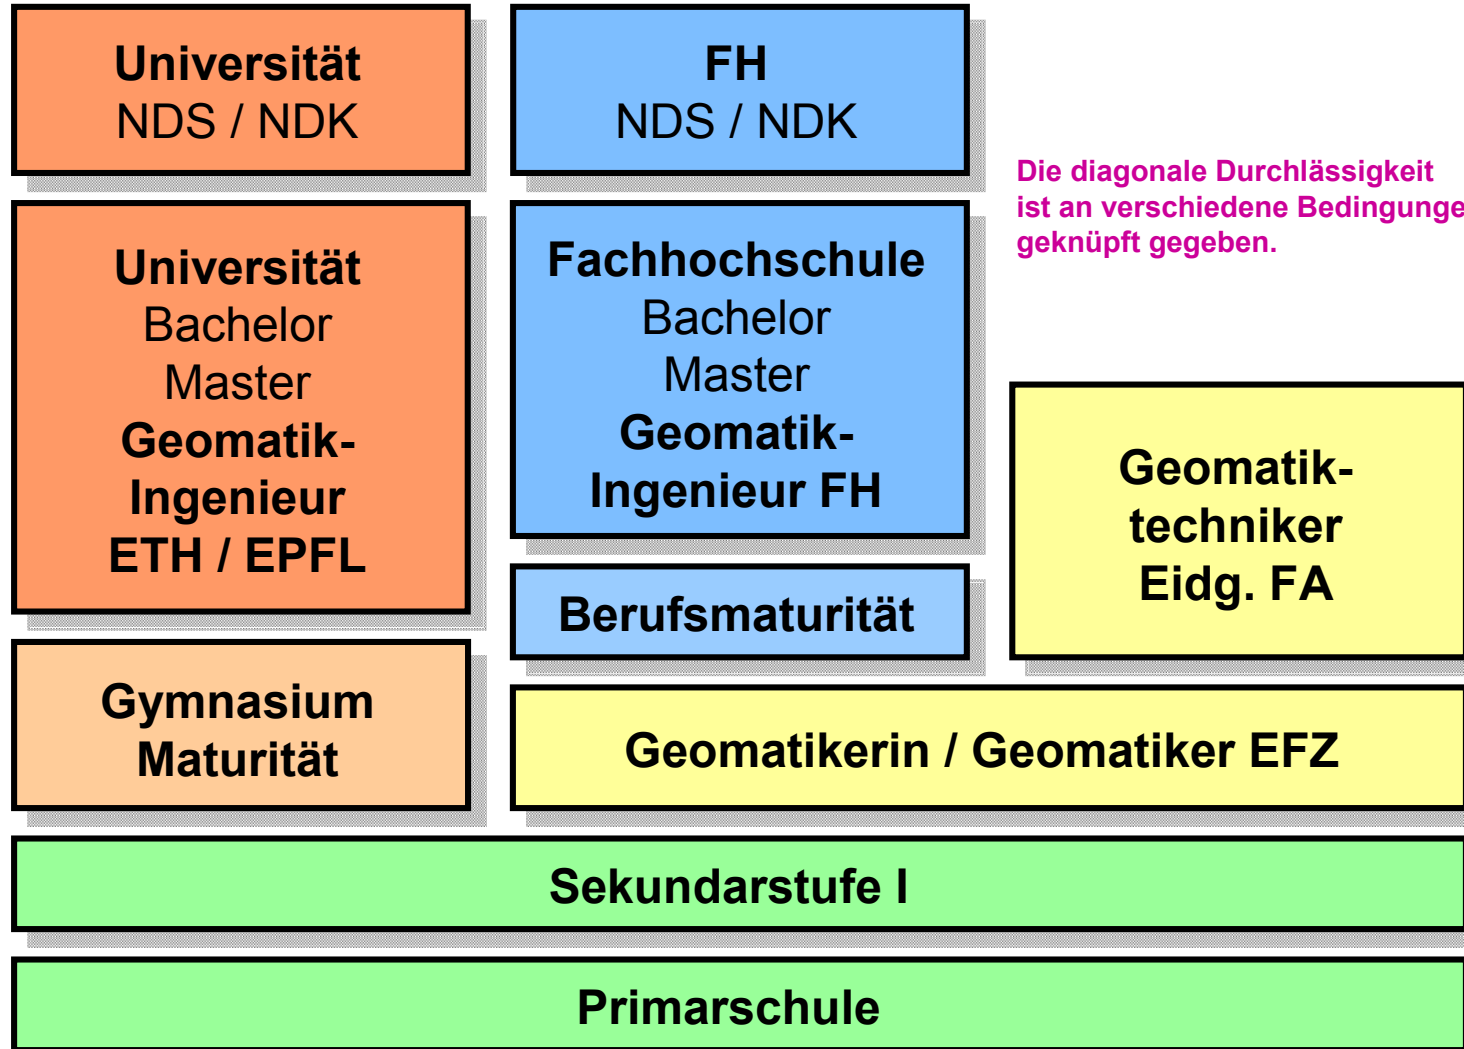 Universität
NDS / NDK
FH
NDS / NDK
Die diagonale Durchlässigkeit
ist an verschiedene Bedingunge
geknüpft gegeben.
Universität
Bachelor
Master
Geomatik-
Ingenieur
ETH / EPFL
Fachhochschule
Bachelor
Master
Geomatik-
Ingenieur FH
Geomatik-
techniker
Eidg. FA
Berufsmaturität
Gymnasium
Maturität
Geomatikerin / Geomatiker EFZ
Sekundarstufe I
Primarschule